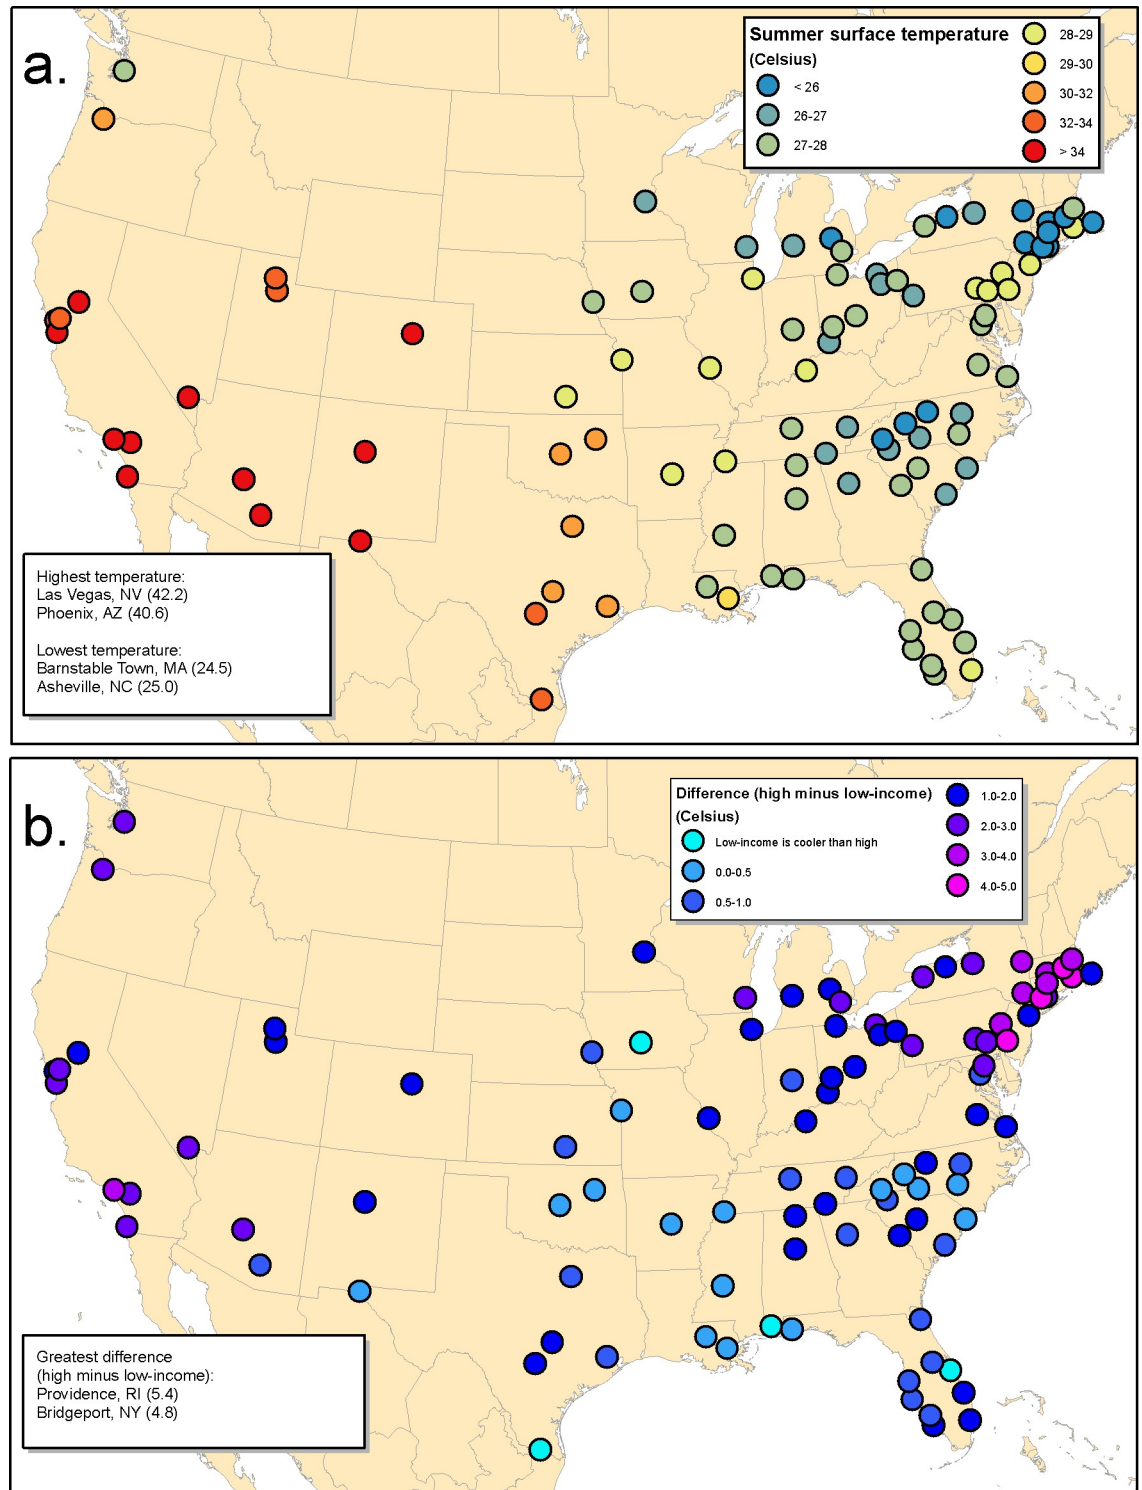 a.
Summer surface temperature
(Celsius)
< 26
26-27
27-28
28-29
29-30
30-32
32-34
> 34
Highest temperature:
Las Vegas, NV (42.2)
Phoenix, AZ (40.6)
Lowest temperature:
Barnstable Town, MA (24.5)
Asheville, NC (25.0)
b.
Difference (high minus low-income)
(Celsius)
Low-income is cooler than high
0.0-0.5
0.5-1.0
1.0-2.0
2.0-3.0
3.0-4.0
4.0-5.0
Greatest difference
(high minus low-income):
Providence, RI (5.4)
Bridgeport, NY (4.8)